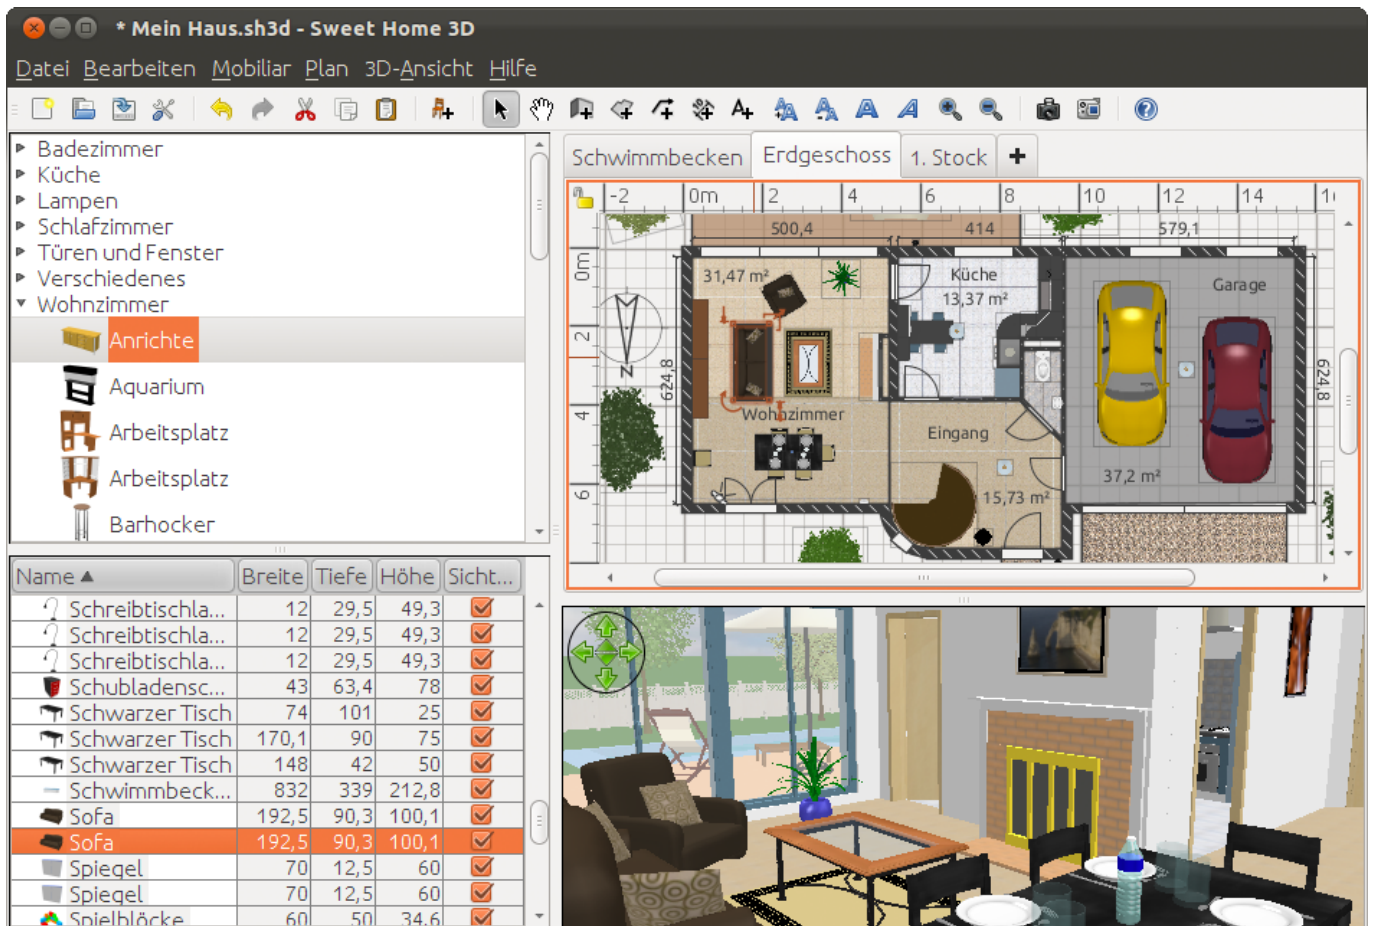 * Mein Haus.sh3d - Sweet Home 3D
Datei Bearbeiten Mobiliar Plan 3D-Ansicht Hilfe
Badezimmer
Küche
Lampen
Schlafzimmer
Türen und Fenster
Verschiedenes
Wohnzimmer
Anrichte
Aquarium
Arbeitsplatz
Arbeitsplatz
Barhocker
Name Breite Tiefe Höhe Sicht...
Schreibtischla... 12 29,5 49,3
Schreibtischla... 12 29,5 49,3
Schreibtischla... 12 29,5 49,3
Schubladensc... 43 63,4 78
Schwarzer Tisch 74 101 25
Schwarzer Tisch 170,1 90 75
Schwarzer Tisch 148 42 50
Schwimmbeck... 832 339 212,8
Sofa 192,5 90,3 100,1
Sofa 192,5 90,3 100,1
Spiegel 70 12,5 60
Spiegel 70 12,5 60
Spielblöcke 60 50 34,6
Schwimmbecken Erdgeschoss 1. Stock +
-2 0m 2 4 6 8 10 12 14
0m
2
4
6
500,4 414 579,1
31,47 m²
Küche
13,37 m²
Garage
N
624,8
624,8
Wohnzimmer
Eingang
37,2 m²
15,73 m²